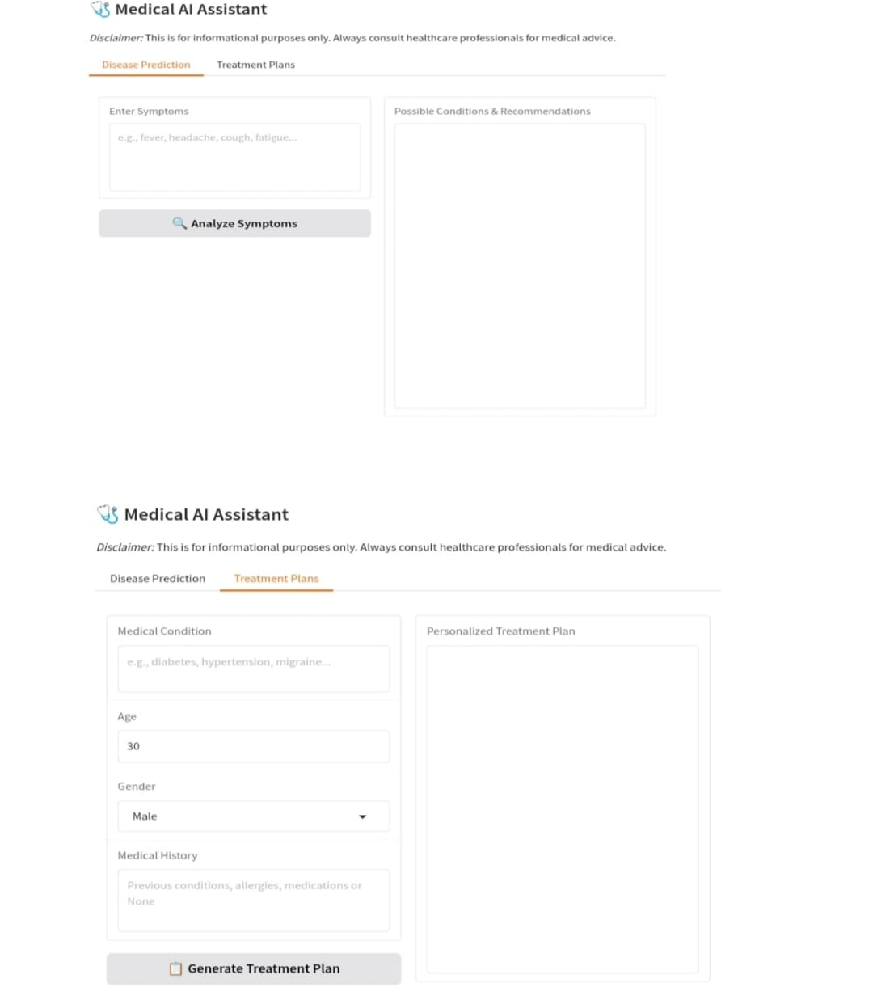 Medical AI Assistant
Disclaimer: This is for informational purposes only. Always consult healthcare professionals for medical advice.
Disease Prediction
Treatment Plans
Enter Symptoms
e.g., fever, headache, cough, fatigue...
Analyze Symptoms
Possible Conditions & Recommendations
Medical AI Assistant
Disclaimer: This is for informational purposes only. Always consult healthcare professionals for medical advice.
Disease Prediction
Treatment Plans
Medical Condition
e.g., diabetes, hypertension, migraine...
Age
30
Gender
Male
Medical History
Previous conditions, allergies, medications or
None
Generate Treatment Plan
Personalized Treatment Plan